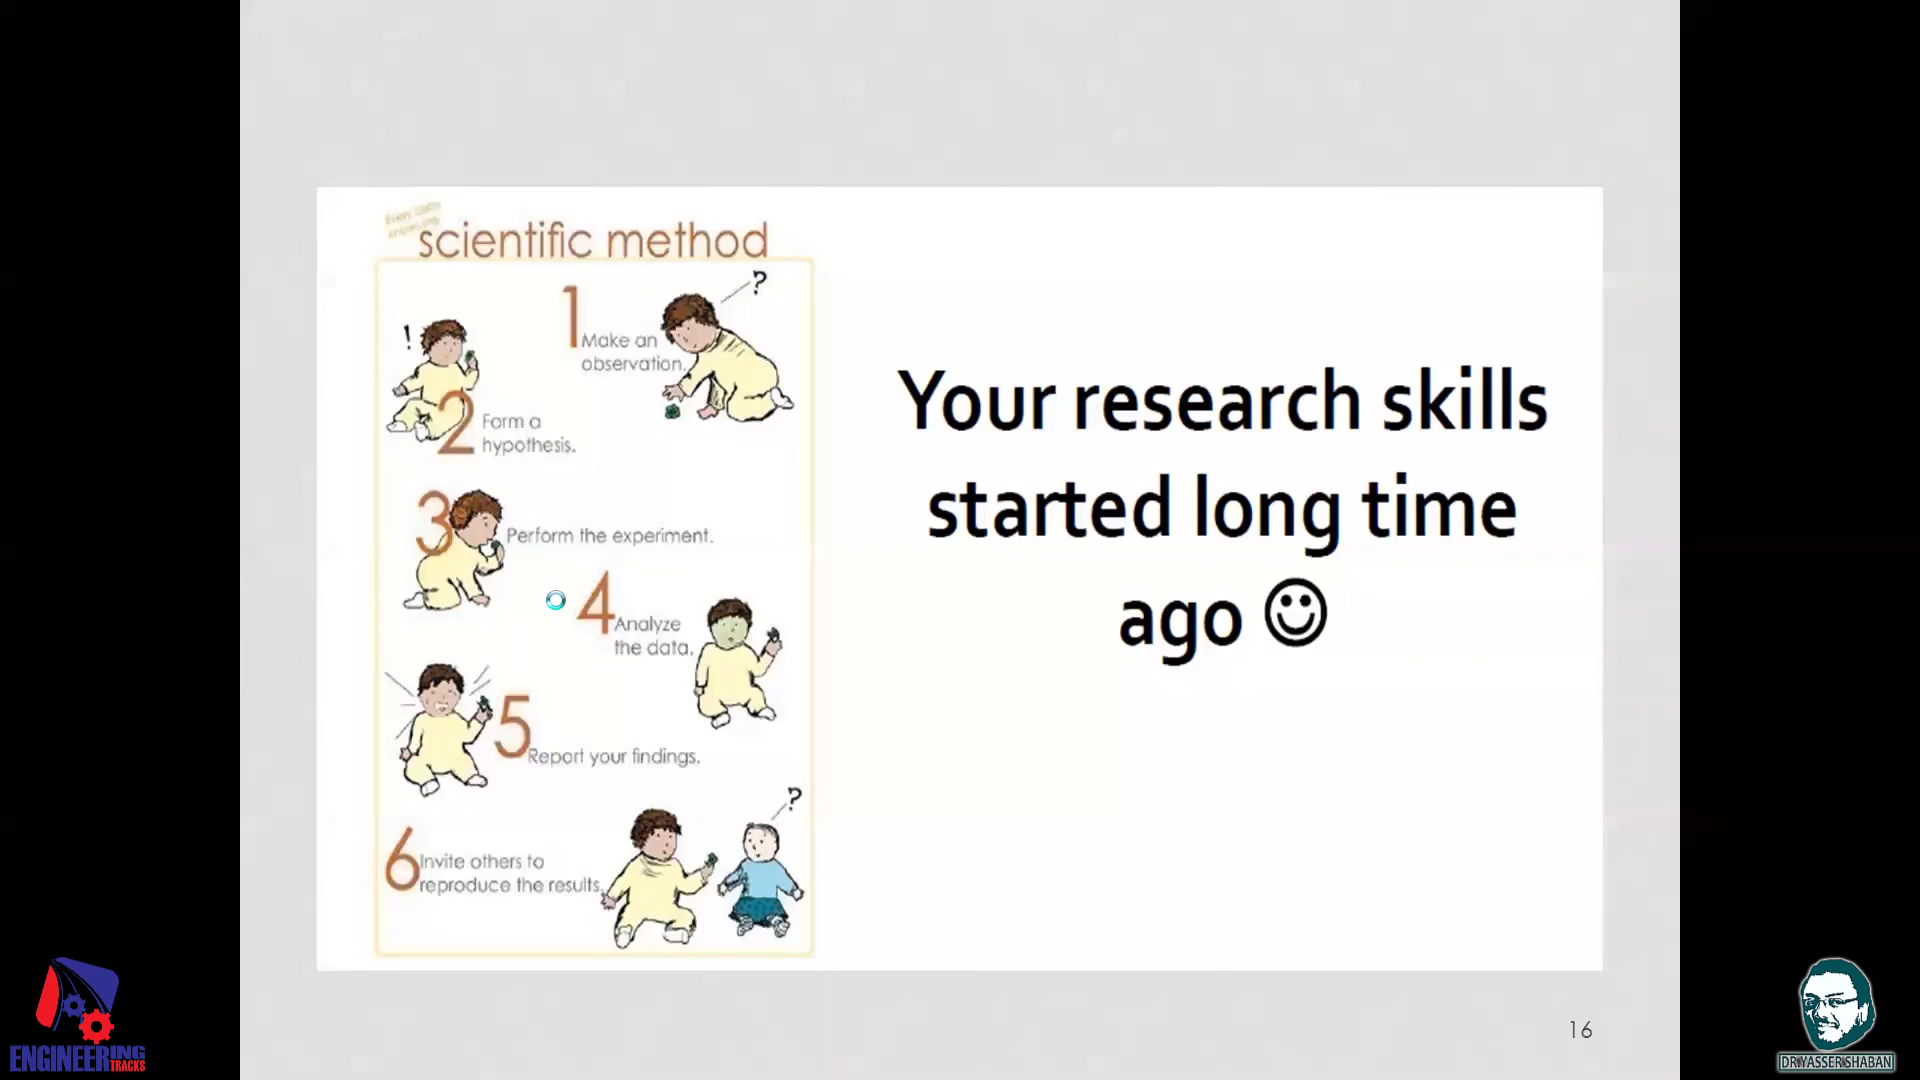 scientific method
1
Make an
observation.
?
!
2
Form a
hypothesis.
3
Perform the experiment.
4
Analyze
the data.
5
Report your findings.
6
Invite others to
reproduce the results.
?
Your research skills
started long time
ago ☺
16
ENGINEERING
TRACKS
DR YASSER SHABAN